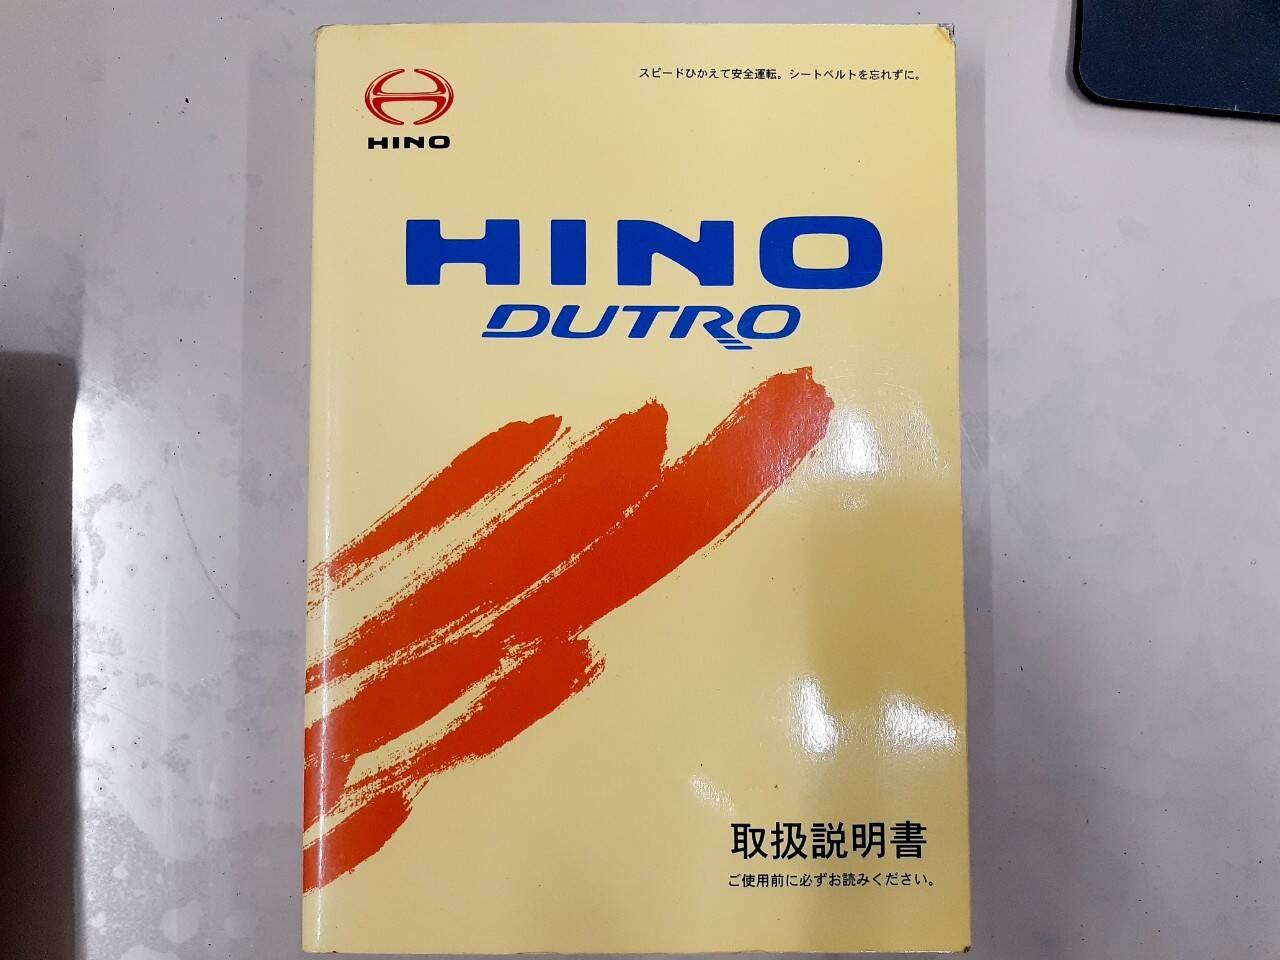 スピードひかえて安全運転。シートベルトを忘れずに。
HINO
HINO
DUTRO
取扱説明書
ご使用前に必ずお読みください。